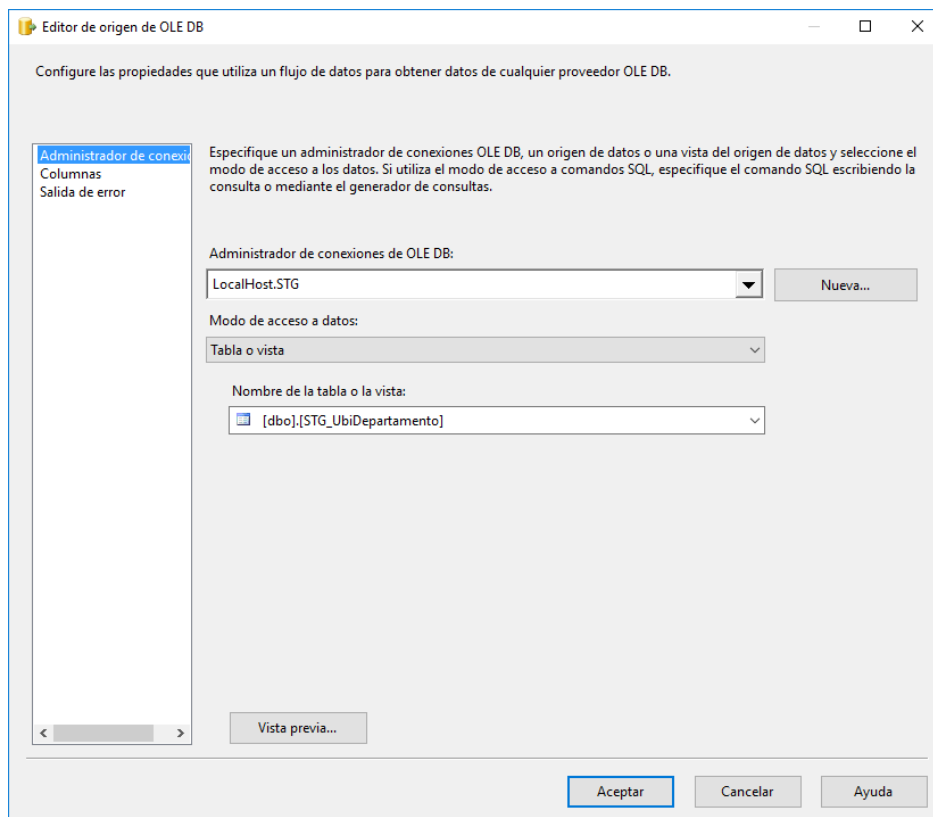 Editor de origen de OLE DB
Configure las propiedades que utiliza un flujo de datos para obtener datos de cualquier proveedor OLE DB.
Administrador de conexio
Columnas
Salida de error
Especifique un administrador de conexiones OLE DB, un origen de datos o una vista del origen de datos y seleccione el
modo de acceso a los datos. Si utiliza el modo de acceso a comandos SQL, especifique el comando SQL escribiendo la
consulta o mediante el generador de consultas.
Administrador de conexiones de OLE DB:
LocalHost.STG
Nueva...
Modo de acceso a datos:
Tabla o vista
Nombre de la tabla o la vista:
[dbo].[STG_UbiDepartamento]
Vista previa...
Aceptar
Cancelar
Ayuda